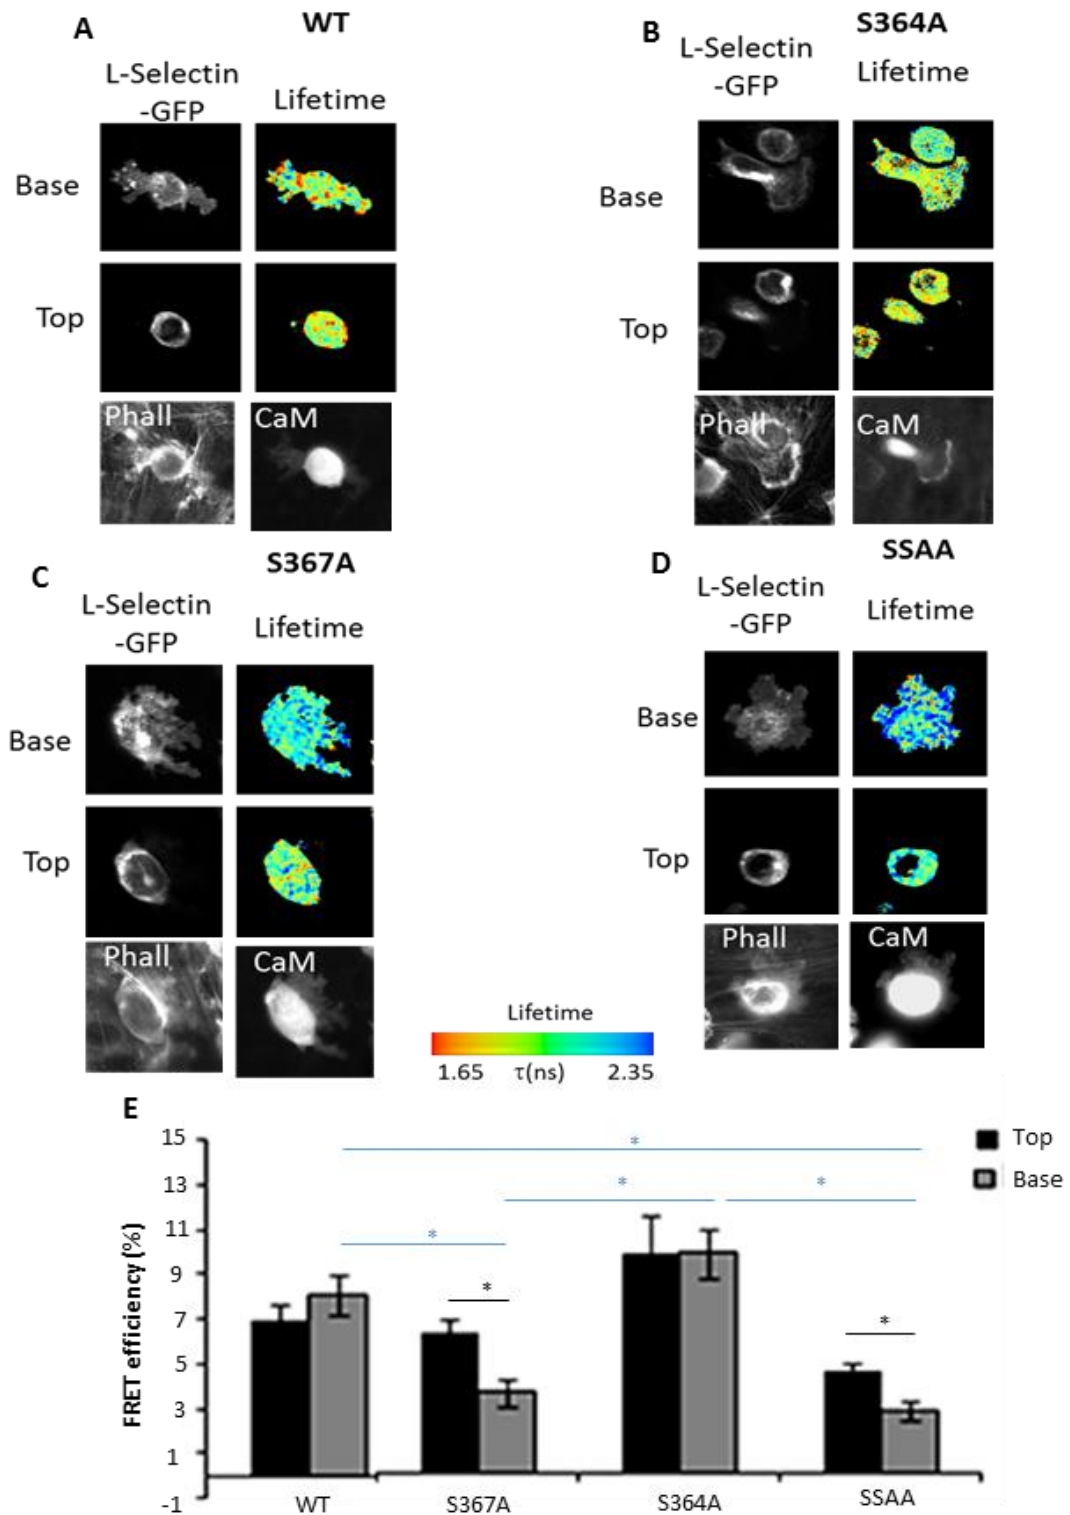 A
WT
L-Selectin
-GFP
Lifetime
Base
Top
Phall
CaM
B
S364A
L-Selectin
-GFP
Lifetime
Base
Top
Phall
CaM
C
S367A
L-Selectin
-GFP
Lifetime
Base
Top
Phall
CaM
D
SSAA
L-Selectin
-GFP
Lifetime
Base
Top
Phall
CaM
Lifetime
1.65 τ(ns) 2.35
E
FRET efficiency (%)
15
13
11
9
7
5
3
1
-1
*
*
*
*
*
*
Top
Base
WT S367A S364A SSAA